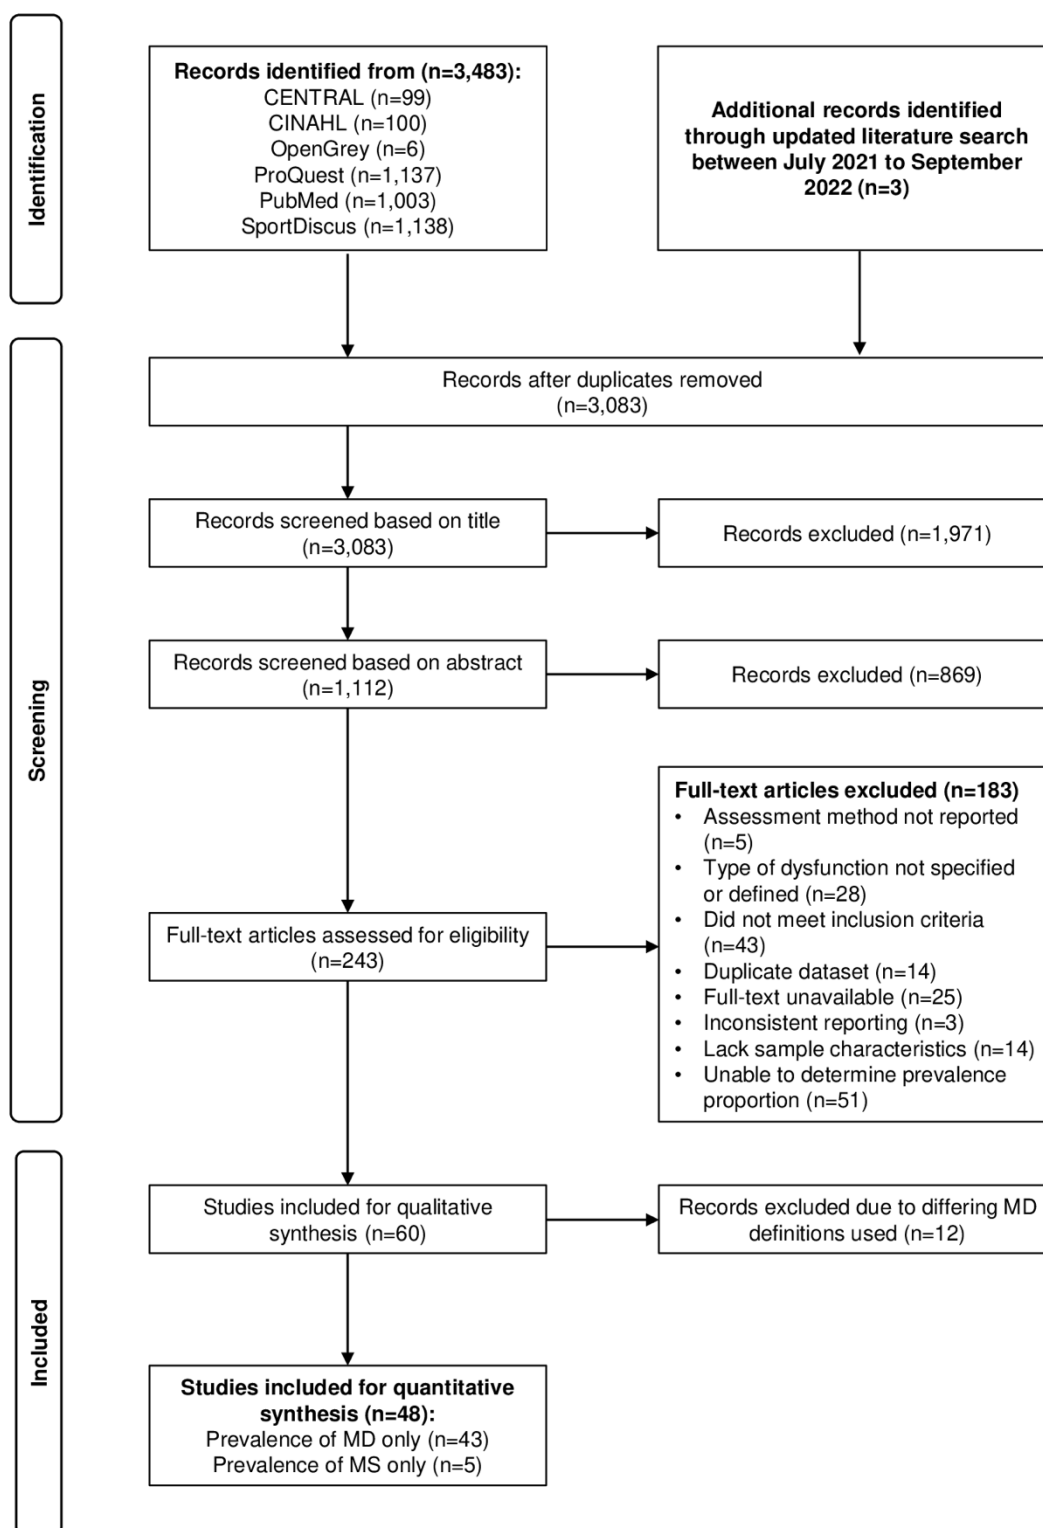 Identification
Records identified from (n=3,483):
CENTRAL (n=99)
CINAHL (n=100)
OpenGrey (n=6)
ProQuest (n=1,137)
PubMed (n=1,003)
SportDiscus (n=1,138)
Additional records identified
through updated literature search
between July 2021 to September
2022 (n=3)
Screening
Records after duplicates removed
(n=3,083)
Records screened based on title
(n=3,083)
Records excluded (n=1,971)
Records screened based on abstract
(n=1,112)
Records excluded (n=869)
Full-text articles assessed for eligibility
(n=243)
Full-text articles excluded (n=183)
• Assessment method not reported
(n=5)
• Type of dysfunction not specified
or defined (n=28)
• Did not meet inclusion criteria
(n=43)
• Duplicate dataset (n=14)
• Full-text unavailable (n=25)
• Inconsistent reporting (n=3)
• Lack sample characteristics (n=14)
• Unable to determine prevalence
proportion (n=51)
Included
Studies included for qualitative
synthesis (n=60)
Records excluded due to differing MD
definitions used (n=12)
Studies included for quantitative
synthesis (n=48):
Prevalence of MD only (n=43)
Prevalence of MS only (n=5)